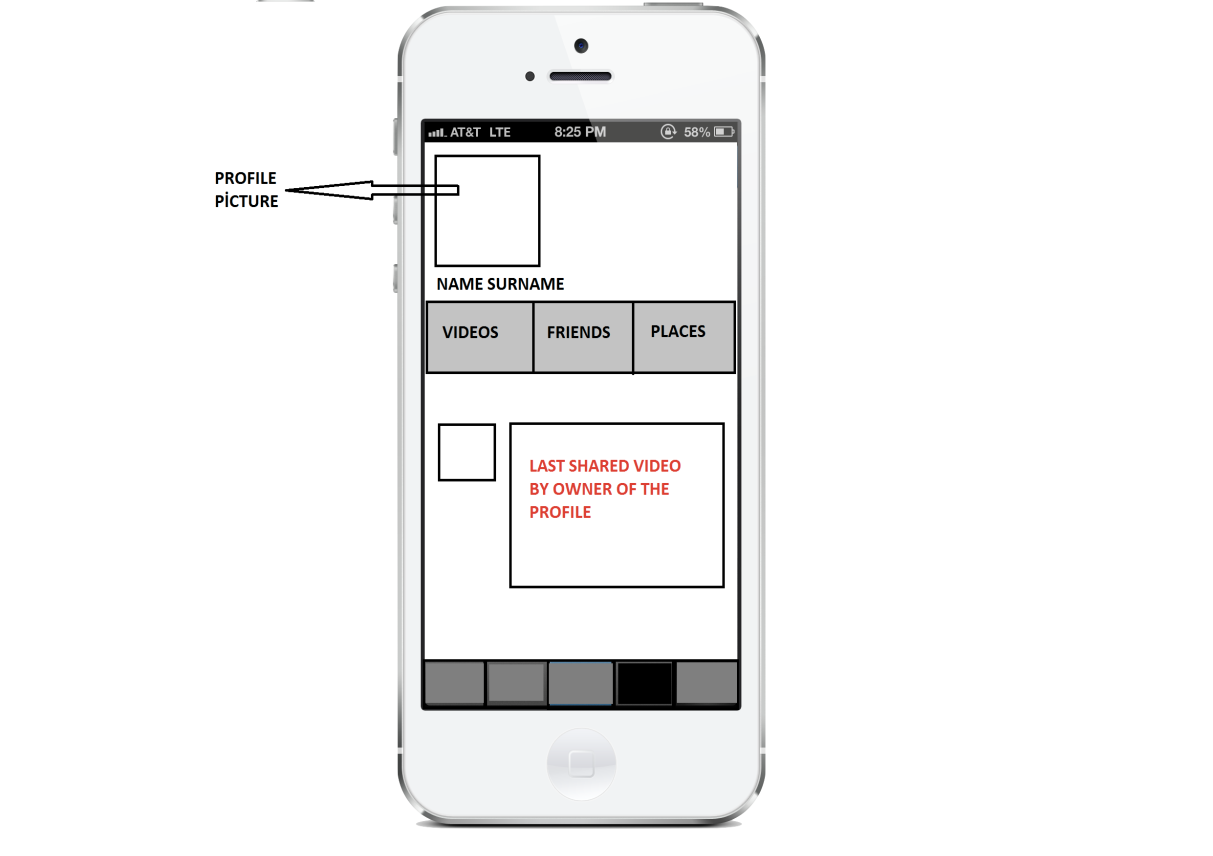 AT&T LTE 8:25 PM 58%
PROFILE
PİCTURE
NAME SURNAME
VIDEOS FRIENDS PLACES
LAST SHARED VIDEO
BY OWNER OF THE
PROFILE